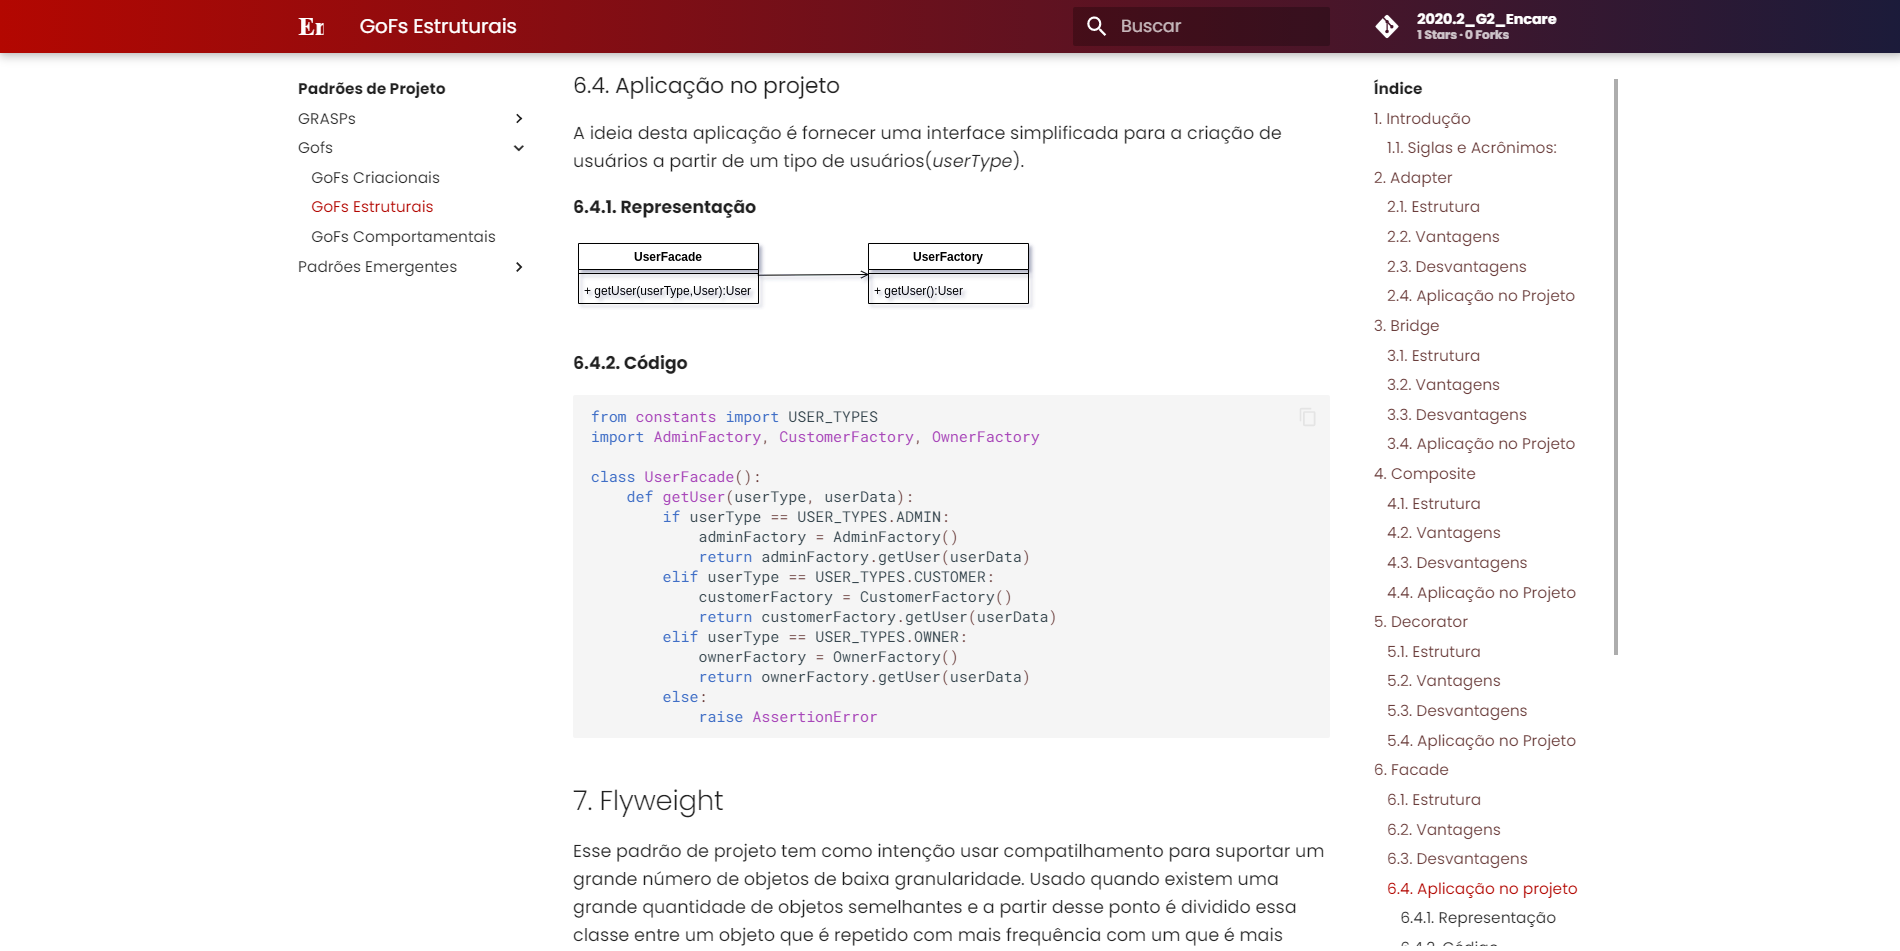 En
GoFs Estruturais
Buscar
2020.2_G2_Encare
1 Stars · 0 Forks
Padrões de Projeto
GRASPs
Gofs
GoFs Criacionais
GoFs Estruturais
GoFs Comportamentais
Padrões Emergentes
6.4. Aplicação no projeto
A ideia desta aplicação é fornecer uma interface simplificada para a criação de
usuários a partir de um tipo de usuários(userType).
6.4.1. Representação
UserFacade
+ getUser(userType,User):User
UserFactory
+ getUser():User
6.4.2. Código
from constants import USER_TYPES
import AdminFactory, CustomerFactory, OwnerFactory
class UserFacade():
def getUser(userType, userData):
if userType == USER_TYPES.ADMIN:
adminFactory = AdminFactory()
return adminFactory.getUser(userData)
elif userType == USER_TYPES.CUSTOMER:
customerFactory = CustomerFactory()
return customerFactory.getUser(userData)
elif userType == USER_TYPES.OWNER:
ownerFactory = OwnerFactory()
return ownerFactory.getUser(userData)
else:
raise AssertionError
7. Flyweight
Esse padrão de projeto tem como intenção usar compatilhamento para suportar um
grande número de objetos de baixa granularidade. Usado quando existem uma
grande quantidade de objetos semelhantes e a partir desse ponto é dividido essa
classe entre um objeto que é repetido com mais frequência com um que é mais
Índice
1. Introdução
1.1. Siglas e Acrônimos:
2. Adapter
2.1. Estrutura
2.2. Vantagens
2.3. Desvantagens
2.4. Aplicação no Projeto
3. Bridge
3.1. Estrutura
3.2. Vantagens
3.3. Desvantagens
3.4. Aplicação no Projeto
4. Composite
4.1. Estrutura
4.2. Vantagens
4.3. Desvantagens
4.4. Aplicação no Projeto
5. Decorator
5.1. Estrutura
5.2. Vantagens
5.3. Desvantagens
5.4. Aplicação no Projeto
6. Facade
6.1. Estrutura
6.2. Vantagens
6.3. Desvantagens
6.4. Aplicação no projeto
6.4.1. Representação
6.4.2. Código